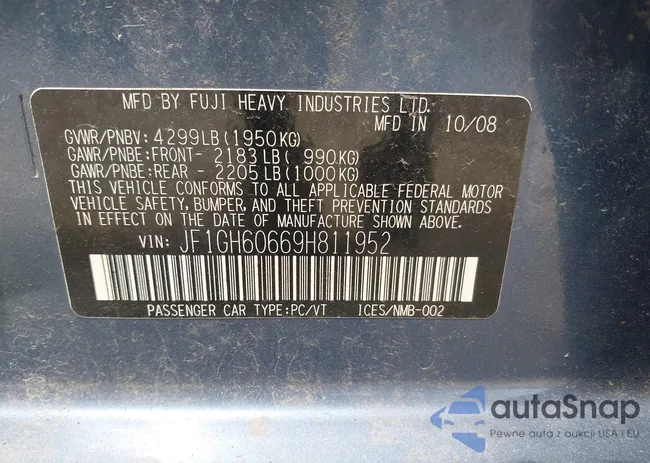 MFD BY FUJI HEAVY INDUSTRIES LTD.
MFD IN 10/08
GVWR/PNBV: 4299LB(1950KG)
GAWR/PNBE:FRONT- 2183LB( 990KG)
GAWR/PNBE:REAR - 2205LB(1000KG)
THIS VEHICLE CONFORMS TO ALL APPLICABLE FEDERAL MOTOR
VEHICLE SAFETY, BUMPER, AND THEFT PREVENTION STANDARDS
IN EFFECT ON THE DATE OF MANUFACTURE SHOWN ABOVE.
VIN: JF1GH60669H811952
PASSENGER CAR TYPE:PC/VT ICES/NMB-002
autaSnap
Pewne auta z aukcji USA i EU